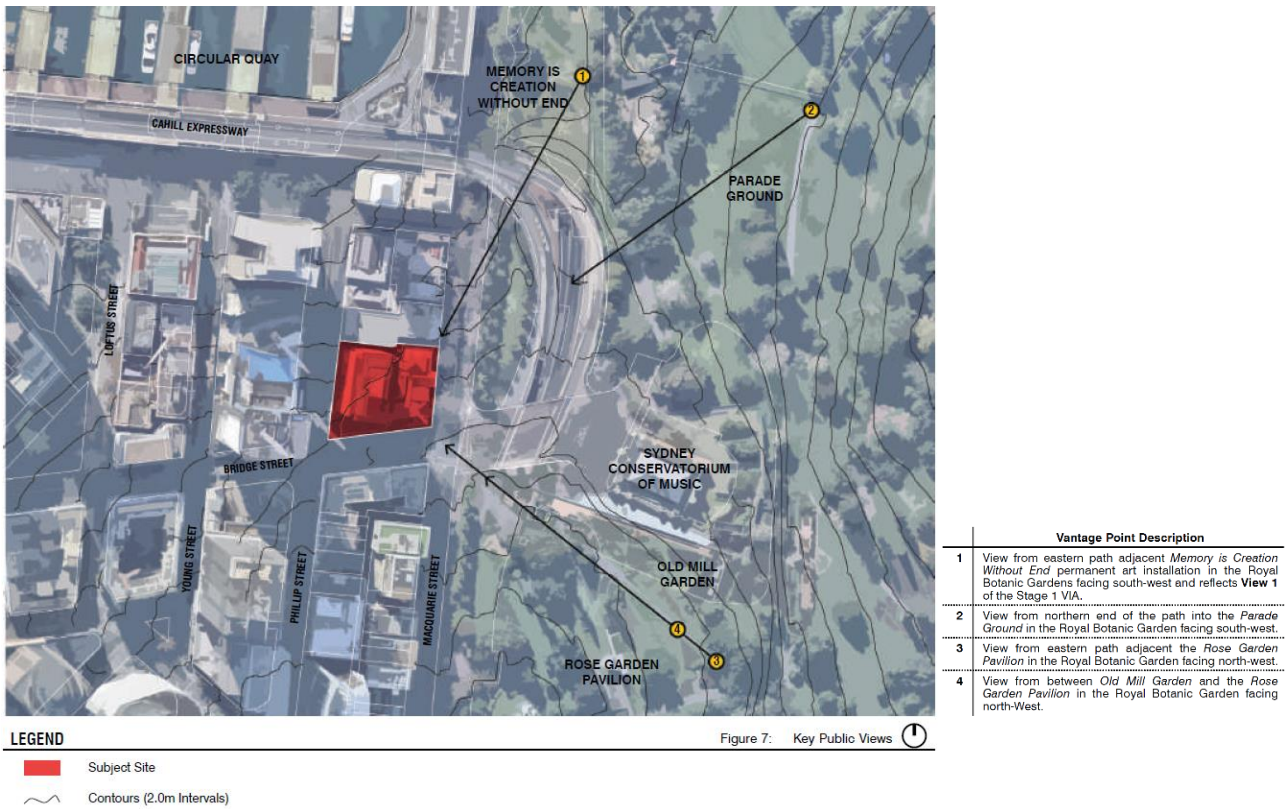 CIRCULAR QUAY
MEMORY IS
CREATION
WITHOUT END
1
2
CAHILL EXPRESSWAY
PARADE
GROUND
LOFTUS STREET
BRIDGE STREET
SYDNEY
CONSERVATORIUM
OF MUSIC
YOUNG STREET
PHILLIP STREET
MACQUARIE STREET
OLD MILL
GARDEN
4
3
ROSE GARDEN
PAVILION
Vantage Point Description
1 View from eastern path adjacent Memory is Creation
Without End permanent art installation in the Royal
Botanic Gardens facing south-west and reflects View 1
of the Stage 1 VIA.
2 View from northern end of the path into the Parade
Ground in the Royal Botanic Garden facing south-west.
3 View from eastern path adjacent the Rose Garden
Pavilion in the Royal Botanic Garden facing north-west.
4 View from between Old Mill Garden and the Rose
Garden Pavilion in the Royal Botanic Garden facing
north-West.
LEGEND
Figure 7: Key Public Views
Subject Site
Contours (2.0m Intervals)